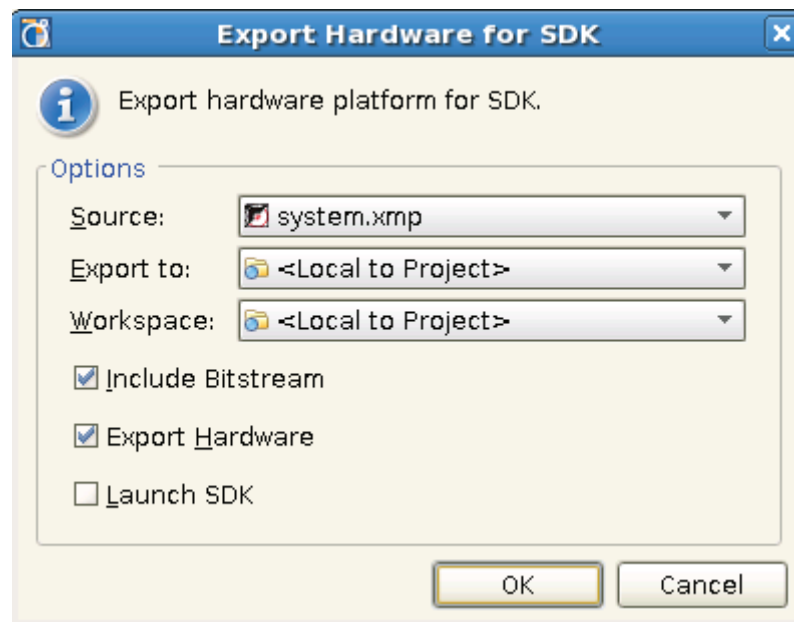 Export Hardware for SDK
Export hardware platform for SDK.
Options
Source: system.xmp
Export to: <Local to Project>
Workspace: <Local to Project>
Include Bitstream
Export Hardware
Launch SDK
OK Cancel